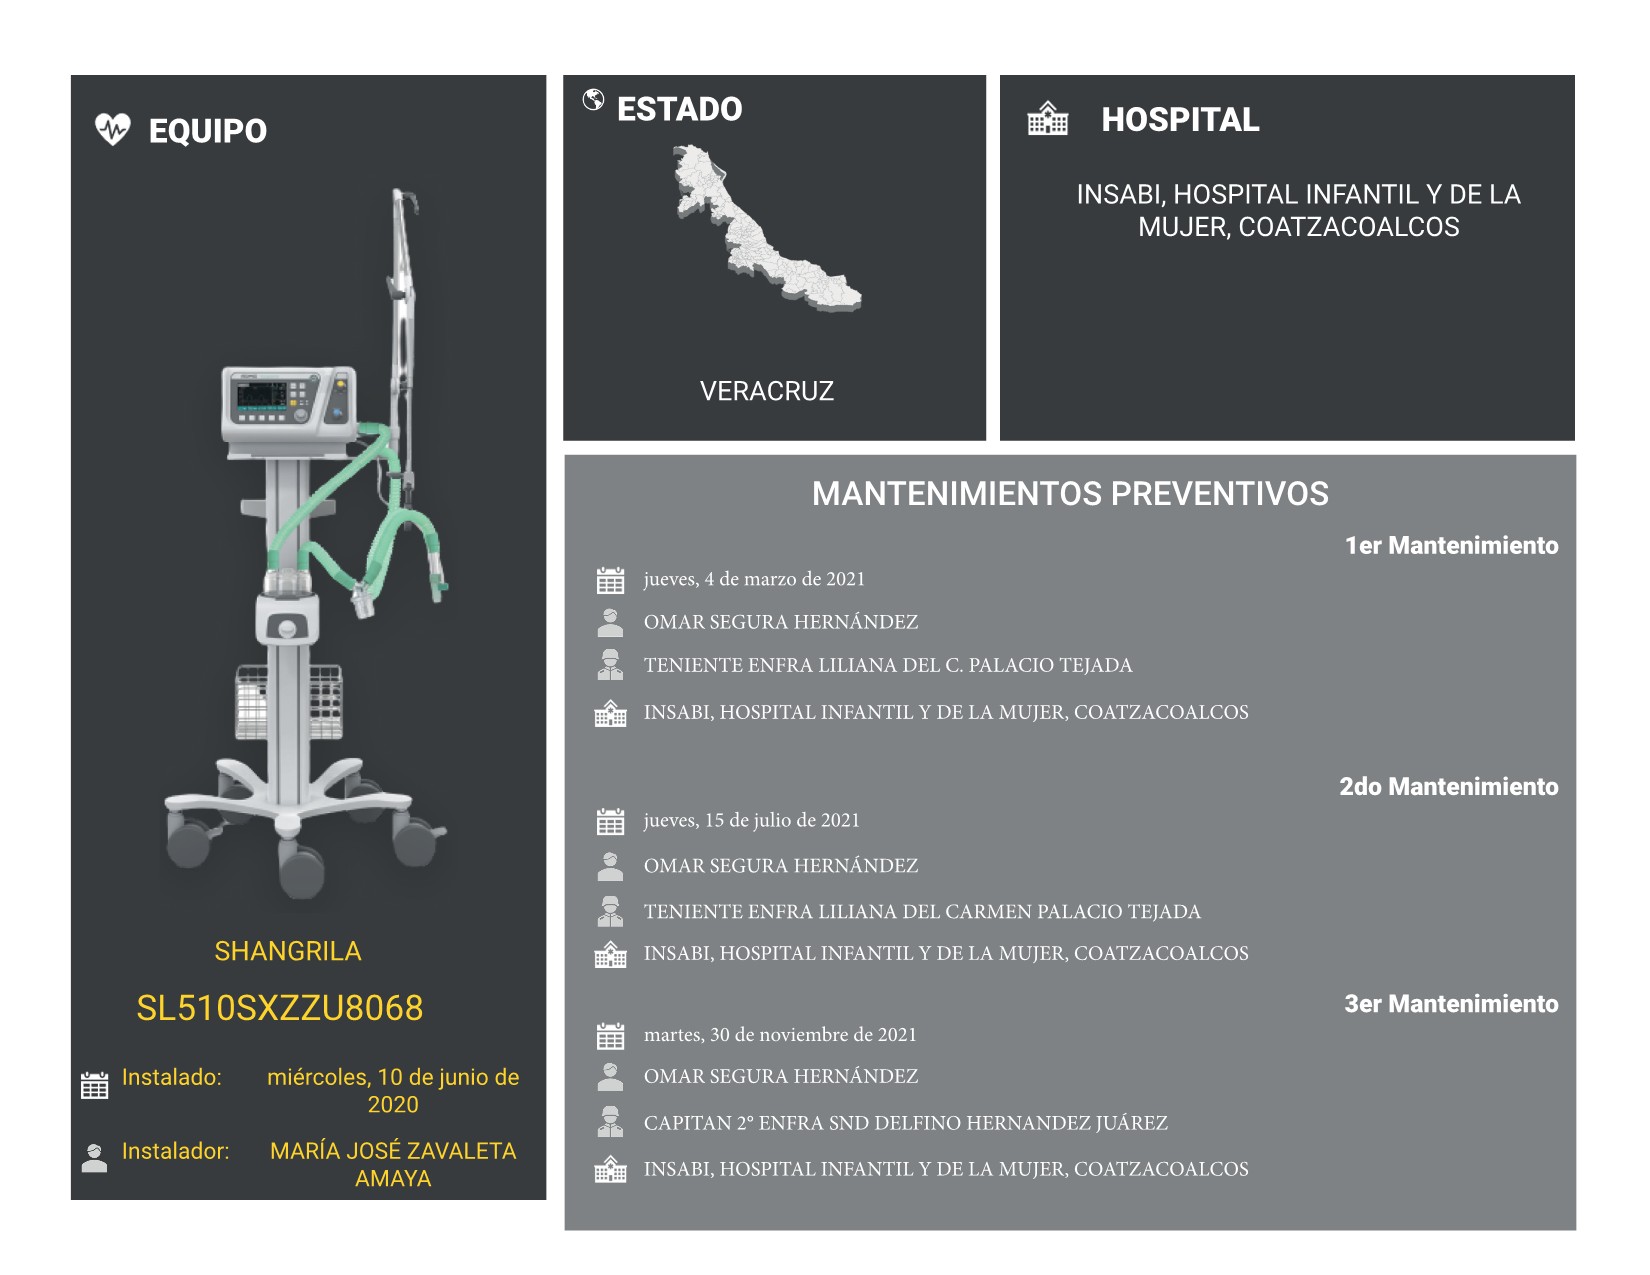 EQUIPO
SHANGRILA
SL510SXZZU8068
Instalado: miércoles, 10 de junio de
2020
Instalador: MARÍA JOSÉ ZAVALETA
AMAYA
ESTADO
VERACRUZ
HOSPITAL
INSABI, HOSPITAL INFANTIL Y DE LA
MUJER, COATZACOALCOS
MANTENIMIENTOS PREVENTIVOS
1er Mantenimiento
jueves, 4 de marzo de 2021
OMAR SEGURA HERNÁNDEZ
TENIENTE ENFRA LILIANA DEL C. PALACIO TEJADA
INSABI, HOSPITAL INFANTIL Y DE LA MUJER, COATZACOALCOS
2do Mantenimiento
jueves, 15 de julio de 2021
OMAR SEGURA HERNÁNDEZ
TENIENTE ENFRA LILIANA DEL CARMEN PALACIO TEJADA
INSABI, HOSPITAL INFANTIL Y DE LA MUJER, COATZACOALCOS
3er Mantenimiento
martes, 30 de noviembre de 2021
OMAR SEGURA HERNÁNDEZ
CAPITAN 2° ENFRA SND DELFINO HERNANDEZ JUÁREZ
INSABI, HOSPITAL INFANTIL Y DE LA MUJER, COATZACOALCOS